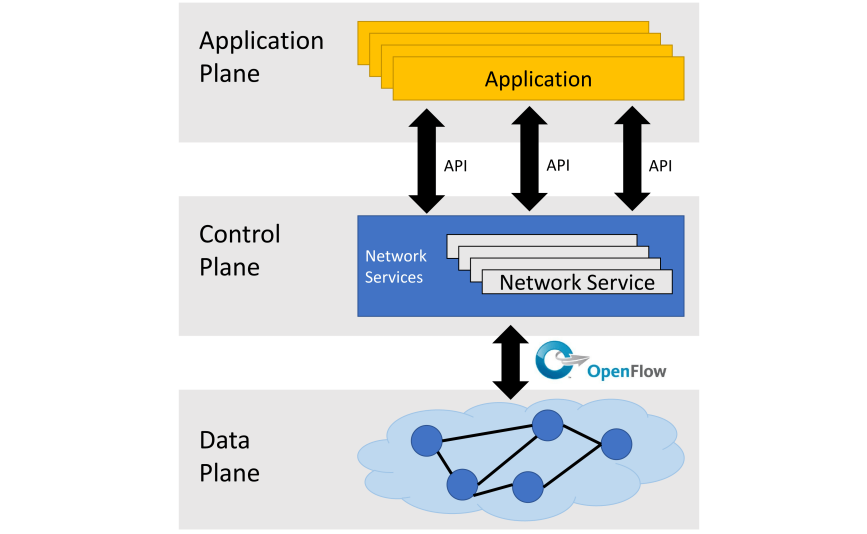 Application
Plane
Application
API
API
API
Control
Plane
Network
Services
Network Service
OpenFlow
Data
Plane